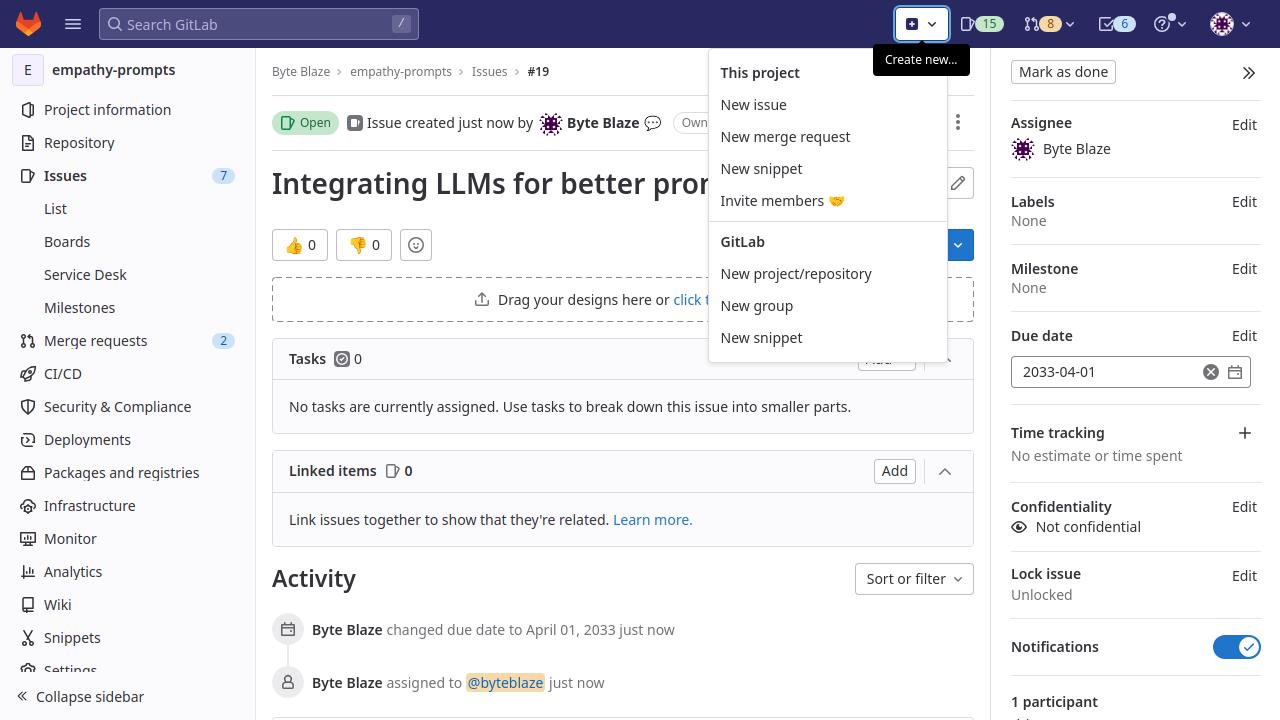 Search GitLab
/
15
8
6
Create new...
E
empathy-prompts
Project information
Repository
Issues
7
List
Boards
Service Desk
Milestones
Merge requests
2
CI/CD
Security & Compliance
Deployments
Packages and registries
Infrastructure
Monitor
Analytics
Wiki
Snippets
Settings
Collapse sidebar
Byte Blaze
empathy-prompts
Issues
#19
Open
Issue created just now by
Byte Blaze 💬
Integrating LLMs for better
👍 0
👎 0
Drag your designs here or click
Tasks
0
No tasks are currently assigned. Use tasks to break down this issue into smaller parts.
Linked items
0
Add
Link issues together to show that they're related. Learn more.
Activity
Sort or filter
Byte Blaze changed due date to April 01, 2033 just now
Byte Blaze assigned to @byteblaze just now
This project
New issue
New merge request
New snippet
Invite members 🤝
GitLab
New project/repository
New group
New snippet
Mark as done
Assignee
Edit
Byte Blaze
Labels
Edit
None
Milestone
Edit
None
Due date
Edit
2033-04-01
Time tracking
No estimate or time spent
Confidentiality
Edit
Not confidential
Lock issue
Edit
Unlocked
Notifications
1 participant